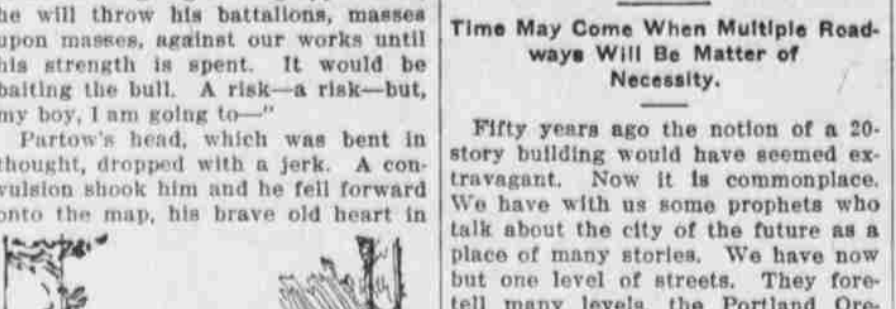 he will throw his battalions, masses
upon masses, against our works until
his strength is spent. It would be
baiting the bull. A risk—a risk—but,
my boy, I am going to—"
Partow's head, which was bent in
thought, dropped with a jerk. A con-
vulsion shook him and he fell forward
onto the map, his brave old heart in
Time May Come When Multiple Road-
ways Will Be Matter of
Necessity.
Fifty years ago the notion of a 20-
story building would have seemed ex-
travagant. Now it is commonplace.
We have with us some prophets who
talk about the city of the future as a
place of many stories. We have now
but one level of streets. They fore-
tell many levels, the Portland Ore-